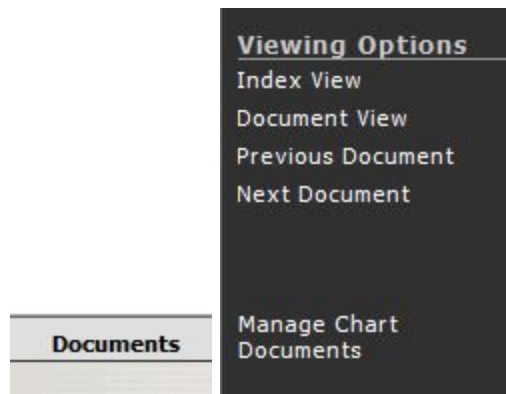 Viewing Options
Index View
Document View
Previous Document
Next Document
Manage Chart
Documents
Documents